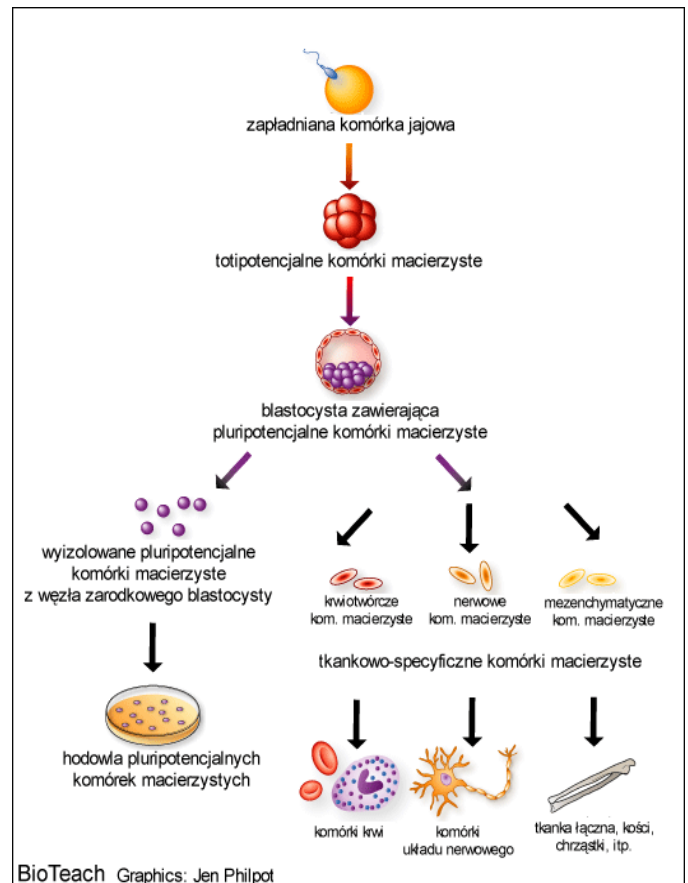 zapładniana komórka jajowa
totipotencjalne komórki macierzyste
blastocysta zawierająca
pluripotencjalne komórki macierzyste
wyizolowane pluripotencjalne
komórki macierzyste
z węzła zarodkowego blastocysty
krwiotwórcze
kom. macierzyste
nerwowe
kom. macierzyste
mezenchymatyczne
kom. macierzyste
tkankowo-specyficzne komórki macierzyste
hodowla pluripotencjalnych
komórek macierzystych
komórki krwi
komórki
układu nerwowego
tkanka łączna, kości,
chrząstki, itp.
BioTeach Graphics: Jen Philpot